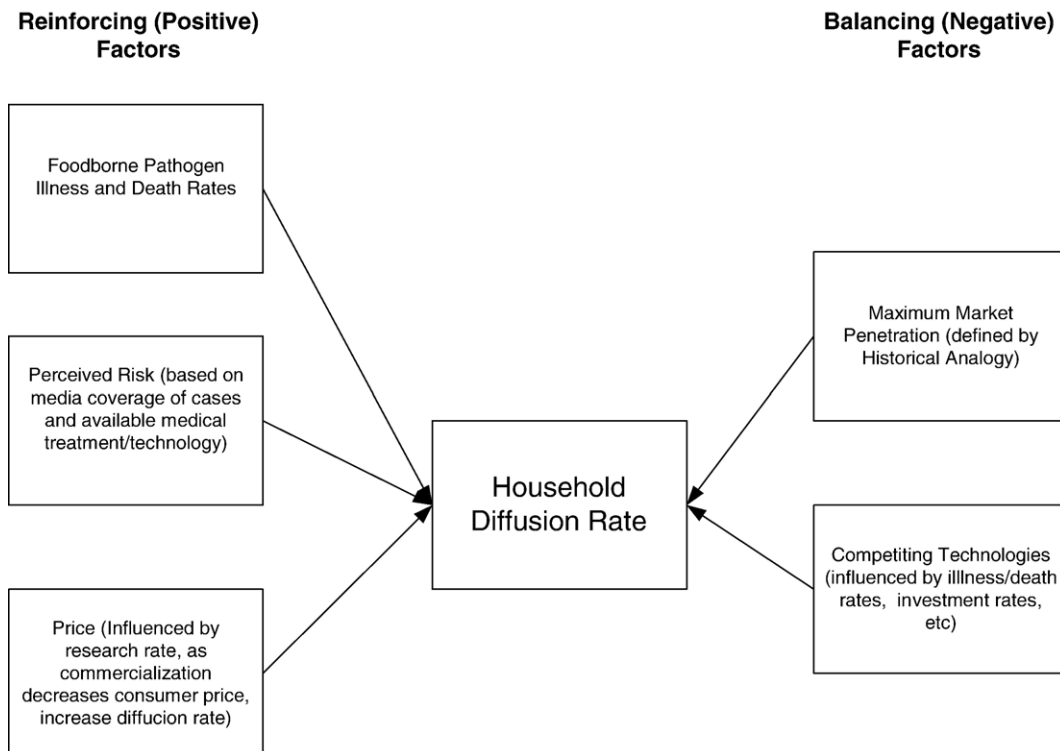 Reinforcing (Positive)
Factors
Foodborne Pathogen
Illness and Death Rates
Perceived Risk (based on
media coverage of cases
and available medical
treatment/technology)
Price (Influenced by
research rate, as
commercialization
decreases consumer price,
increase diffucion rate)
Household
Diffusion Rate
Balancing (Negative)
Factors
Maximum Market
Penetration (defined by
Historical Analogy)
Competiting Technologies
(influenced by illlness/death
rates, investment rates,
etc)